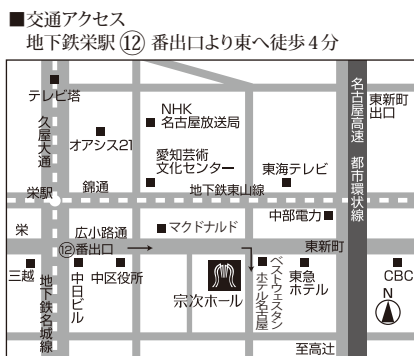 ■交通アクセス
地下鉄栄駅⑫番出口より東へ徒歩4分
テレビ塔
久屋大通
オアシス21
NHK
名古屋放送局
愛知芸術
文化センター
名古屋高速 都市環状線
東新町
出口
東海テレビ
栄駅
錦通
地下鉄東山線
中部電力
栄
広小路通
マクドナルド
東新町
⑫番出口
三越
地下鉄名城線
中日ビル
中区役所
宗次ホール
ベストウェスタン
ホテル名古屋
東急
ホテル
CBC
N
至高辻